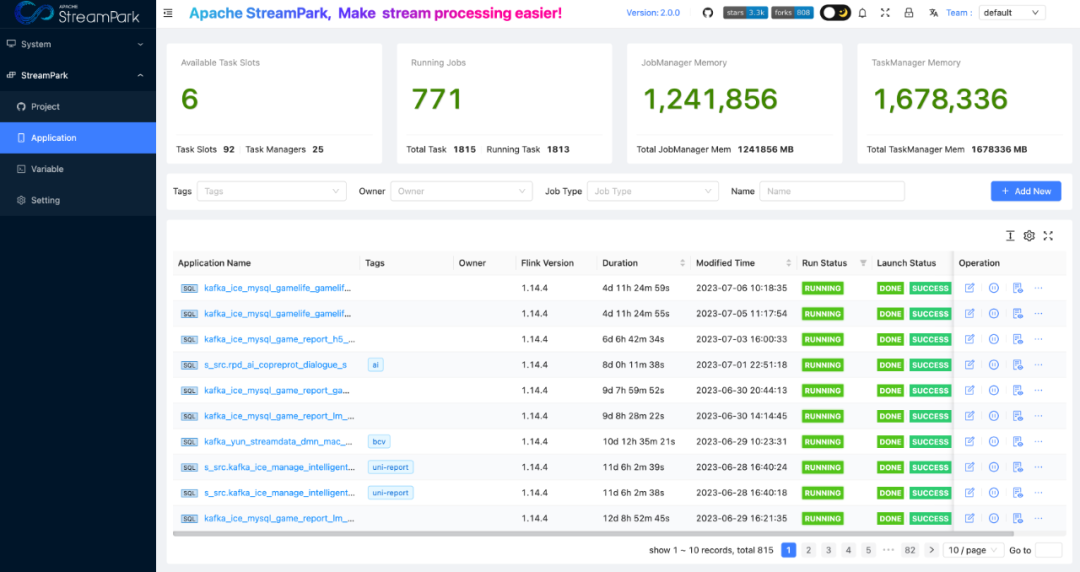 APACHE
StreamPark
Apache StreamPark, Make stream processing easier!
Version: 2.0.0
stars 3.3k forks 808
Team : default
System
StreamPark
Project
Application
Variable
Setting
Available Task Slots
6
Task Slots 92 Task Managers 25
Running Jobs
771
Total Task 1815 Running Task 1813
JobManager Memory
1,241,856
Total JobManager Mem 1241856 MB
TaskManager Memory
1,678,336
Total TaskManager Mem 1678336 MB
Tags Tags Owner Owner Job Type Job Type Name Name + Add New
Application Name Tags Owner Flink Version Duration Modified Time Run Status Launch Status Operation
SQL kafka_ice_mysql_gamelife_gamelif... 1.14.4 4d 11h 24m 59s 2023-07-06 10:18:35 RUNNING DONE SUCCESS
SQL kafka_ice_mysql_gamelife_gamelif... 1.14.4 4d 11h 24m 55s 2023-07-05 11:17:54 RUNNING DONE SUCCESS
SQL kafka_ice_mysql_game_report_h5_... 1.14.4 6d 6h 42m 34s 2023-07-03 16:00:33 RUNNING DONE SUCCESS
SQL s_src.rpd_ai_copreprot_dialogue_s ai 1.14.4 8d 0h 11m 38s 2023-07-01 22:51:18 RUNNING DONE SUCCESS
SQL kafka_ice_mysql_game_report_ga... 1.14.4 9d 7h 59m 52s 2023-06-30 20:44:13 RUNNING DONE SUCCESS
SQL kafka_ice_mysql_game_report_lm_... 1.14.4 9d 8h 28m 22s 2023-06-30 14:14:45 RUNNING DONE SUCCESS
SQL kafka_yun_streamdata_dmn_mac_... bcv 1.14.4 10d 12h 35m 21s 2023-06-29 10:23:31 RUNNING DONE SUCCESS
SQL s_src.kafka_ice_manage_intelligent... uni-report 1.14.4 11d 6h 2m 39s 2023-06-28 16:40:24 RUNNING DONE SUCCESS
SQL s_src.kafka_ice_manage_intelligent... uni-report 1.14.4 11d 6h 2m 38s 2023-06-28 16:40:18 RUNNING DONE SUCCESS
SQL kafka_ice_mysql_game_report_lm_... 1.14.4 12d 8h 52m 45s 2023-06-29 16:21:35 RUNNING DONE SUCCESS
show 1 ~ 10 records, total 815 1 2 3 4 5 ··· 82 > 10 / page Go to